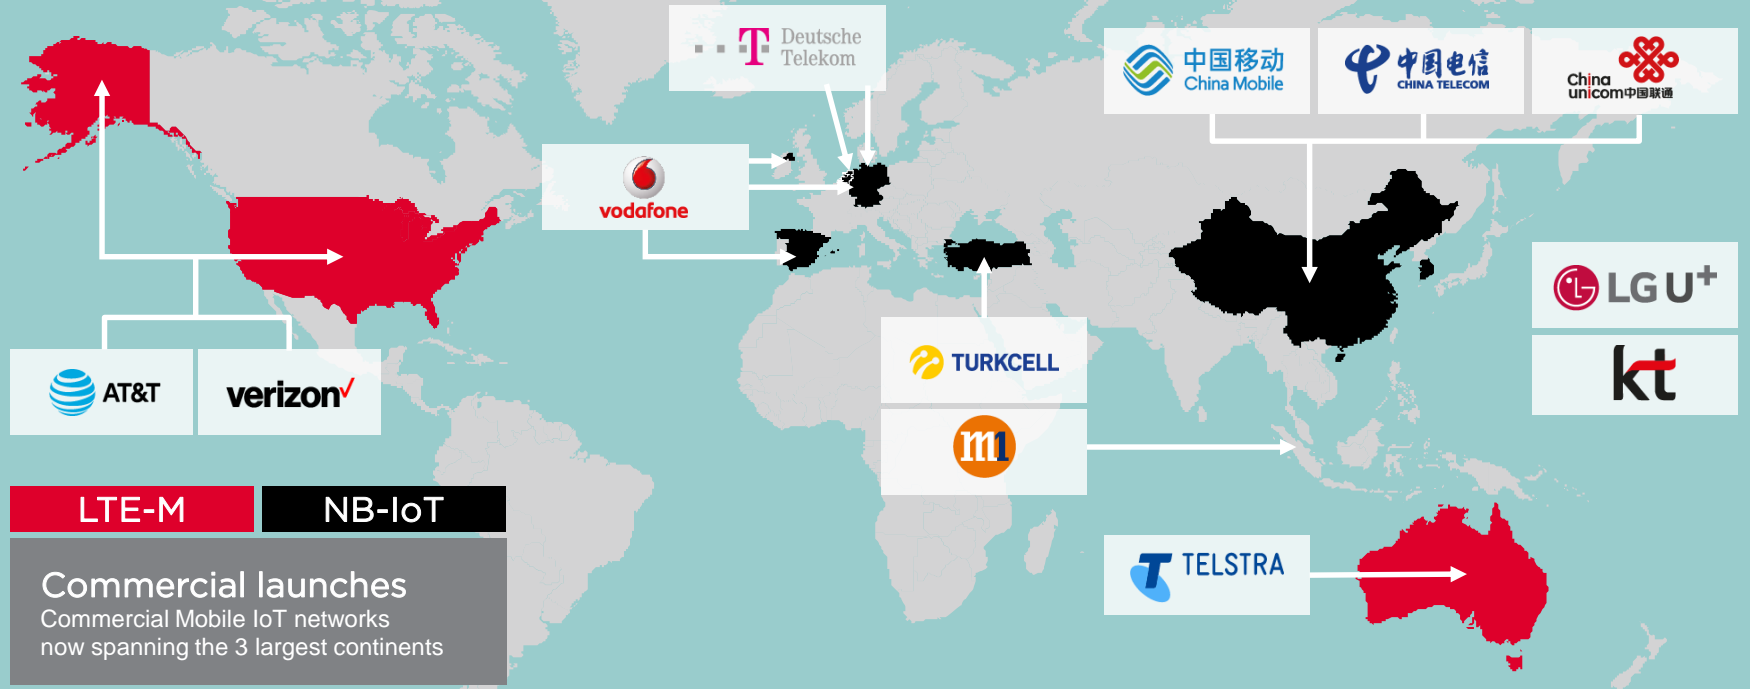 Deutsche
Telekom
中国移动
China Mobile
中国电信
CHINA TELECOM
China
unicom中国联通
vodafone
LG U+
TURKCELL
kt
AT&T
verizon✓
m1
LTE-M
NB-IoT
TELSTRA
Commercial launches
Commercial Mobile IoT networks
now spanning the 3 largest continents